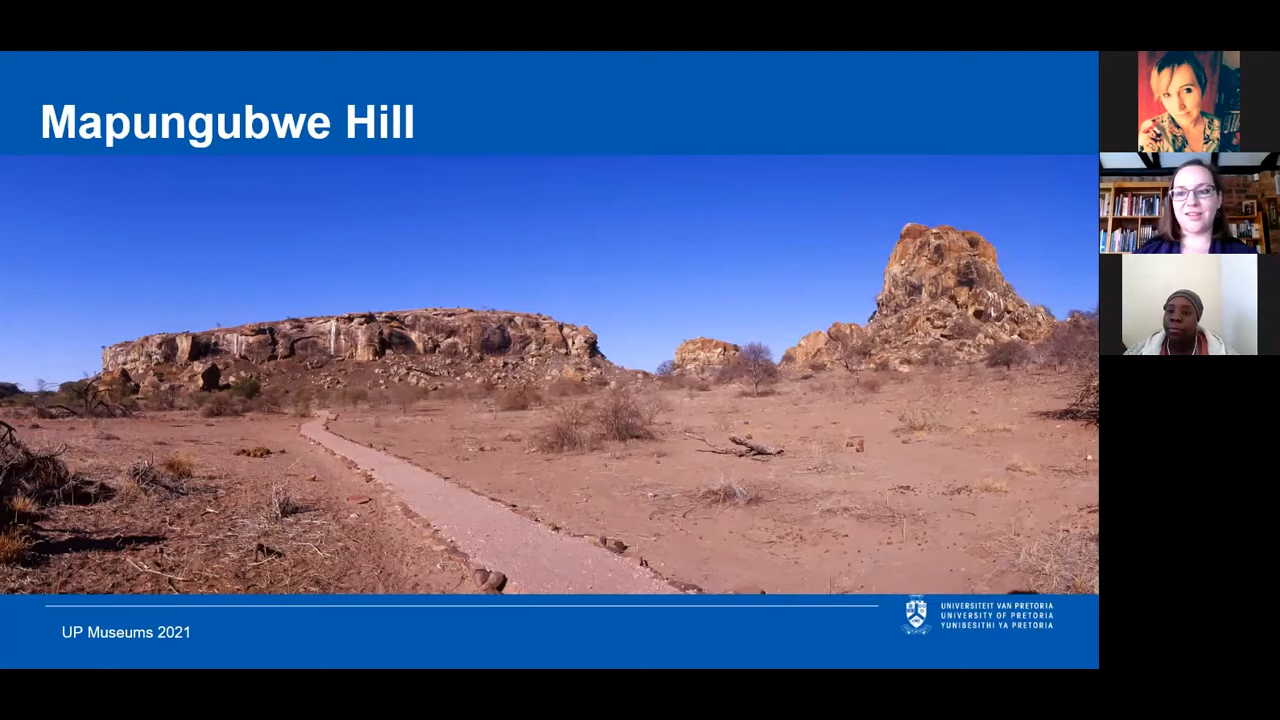 Mapungubwe Hill
UP Museums 2021
UNIVERSITEIT VAN PRETORIA
UNIVERSITY OF PRETORIA
YUNIBESITHI YA PRETORIA